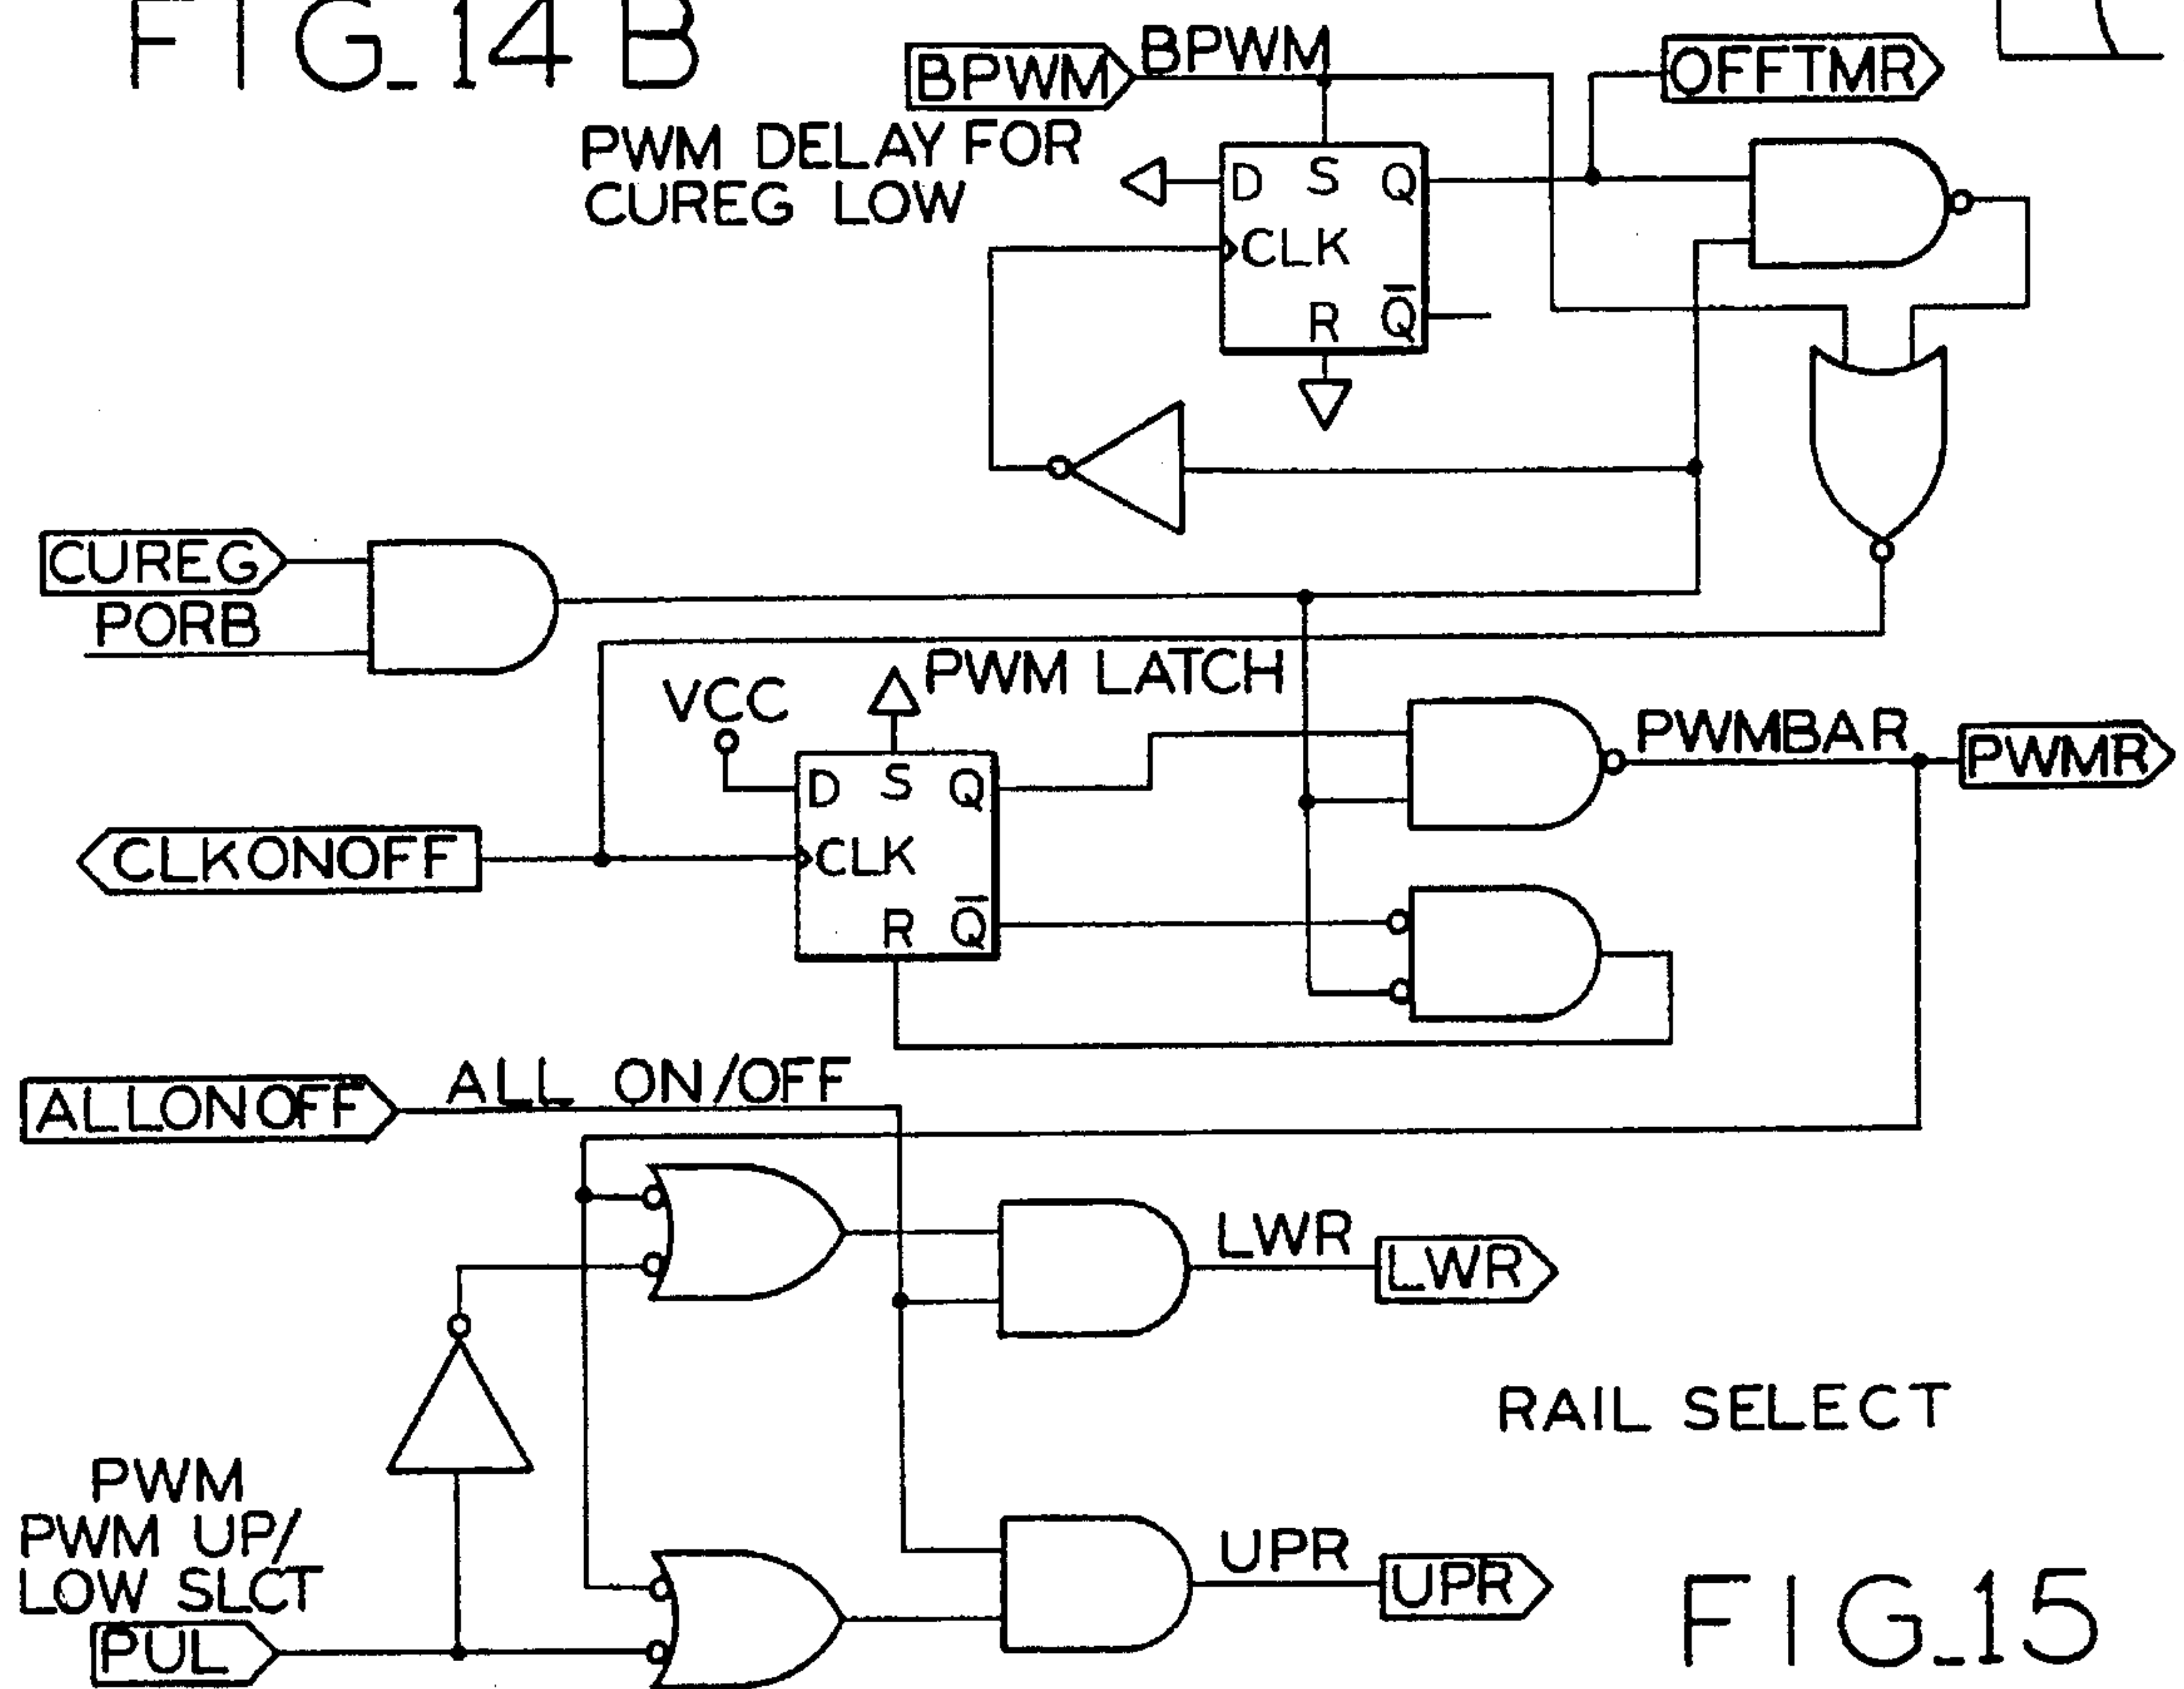 FIG_14B
BPWM
BPWM
OFFTMR
PWM DELAY FOR
CUREG LOW
D S Q
CLK
R Q̅
CUREG
PORB
PWM LATCH
VCC
PWMBAR
PWMR
D S Q
CLKONOFF
CLK
R Q̅
ALL ON/OFF
ALLONOFF
LWR
LWR
RAIL SELECT
PWM
PWM UP/
LOW SLCT
PUL
UPR
UPR
FIG_15